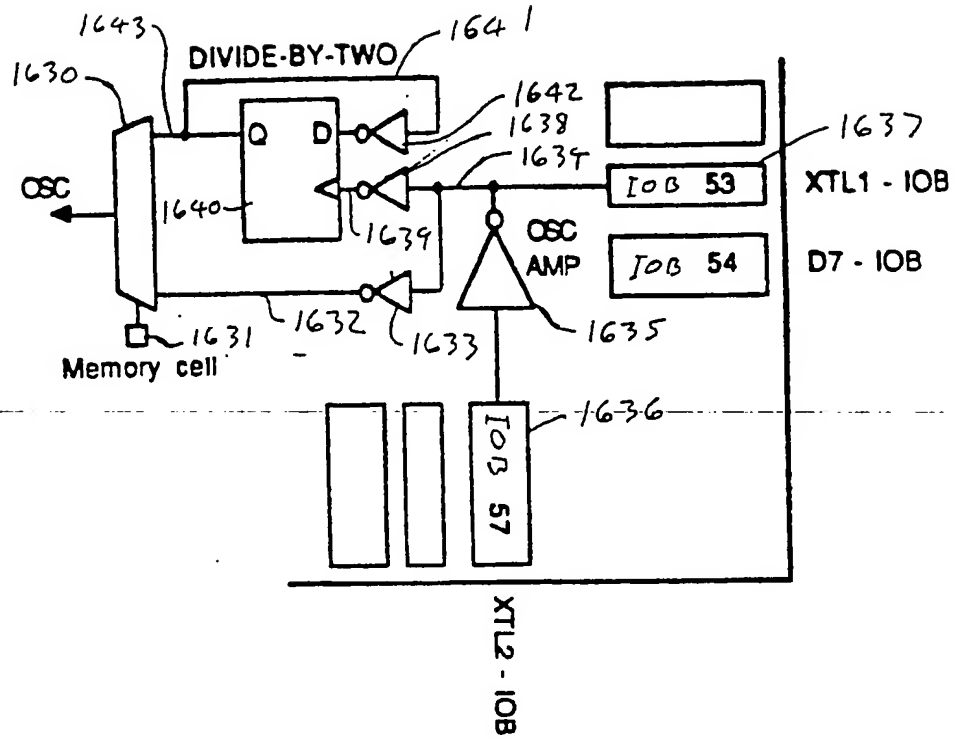 1643
DIVIDE-BY-TWO
1641
1630
1642
1638
1637
Q
D
1634
IOB 53
XTL1 - IOB
OSC
1640
1639
OSC
AMP
IOB 54
D7 - IOB
1632
1633
1635
1631
Memory cell
1636
IOB 57
XTL2 - IOB